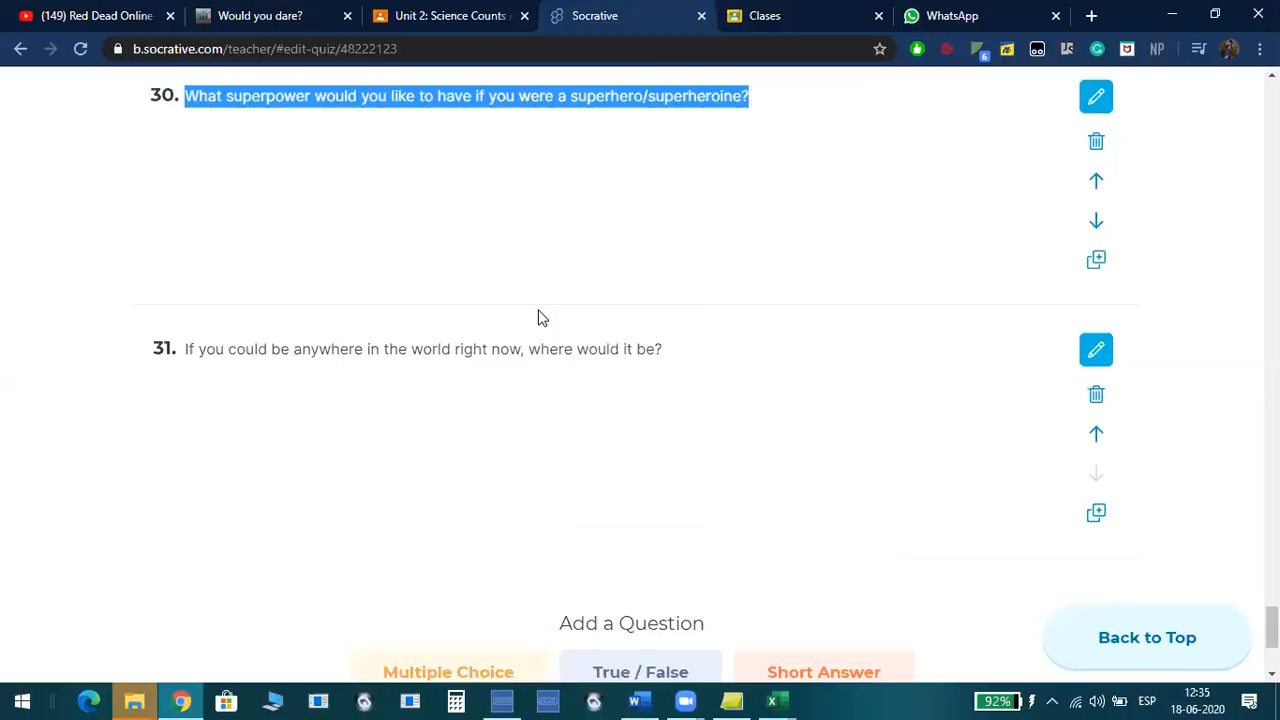 (149) Red Dead Online
Would you dare?
Unit 2: Science Counts
Socrative
Clases
WhatsApp
b.socrative.com/teacher/#edit-quiz/48222123
6
NP
30. What superpower would you like to have if you were a superhero/superheroine?
31. If you could be anywhere in the world right now, where would it be?
Add a Question
Back to Top
Multiple Choice
True / False
Short Answer
92%
ESP
12:35
18-06-2020